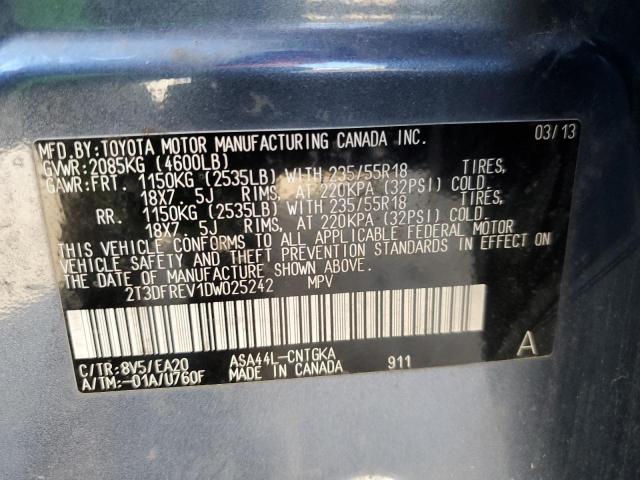 MFD.BY:TOYOTA MOTOR MANUFACTURING CANADA INC. 03/13
GVWR:2085KG (4600LB)
GAWR:FRT. 1150KG (2535LB) WITH 235/55R18 TIRES,
18X7. 5J RIMS, AT 220KPA (32PSI) COLD.
RR. 1150KG (2535LB) WITH 235/55R18 TIRES,
18X7. 5J RIMS, AT 220KPA (32PSI) COLD.
THIS VEHICLE CONFORMS TO ALL APPLICABLE FEDERAL MOTOR
VEHICLE SAFETY AND THEFT PREVENTION STANDARDS IN EFFECT ON
THE DATE OF MANUFACTURE SHOWN ABOVE.
2T3DFREV1DW025242 MPV
C/TR:8V5/EA20 ASA44L-CNTGKA A
A/TM:-01A/U760F MADE IN CANADA 911